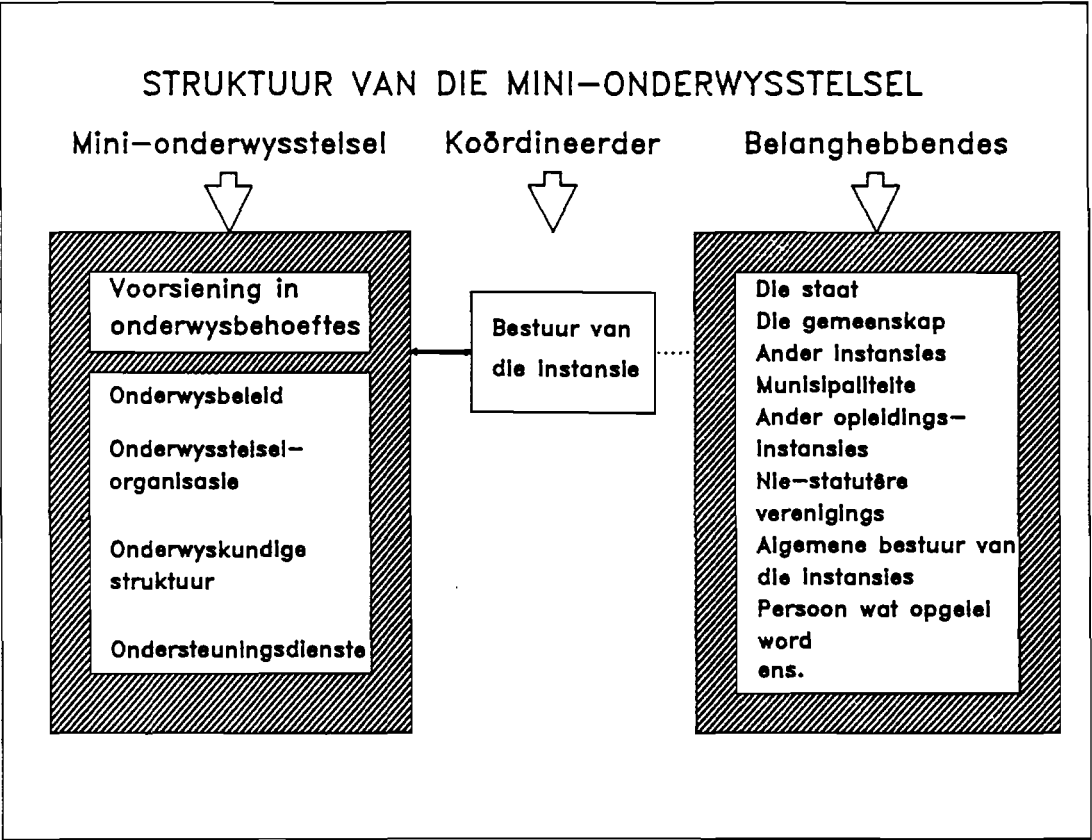 STRUKTUUR VAN DIE MINI-ONDERWYSSTELSEL
Mini-onderwysstelsel
Koördineerder
Belanghebbendes
Voorsiening in
onderwysbehoeftes
Onderwysbeleid
Onderwysstelsel-
organisasie
Onderwyskundige
struktuur
Ondersteuningsdienste
Bestuur van
die instansie
Die staat
Die gemeenskap
Ander instansies
Munisipaliteite
Ander opleidings-
instansies
Nie-statutêre
verenigings
Algemene bestuur van
die instansies
Persoon wat opgelei
word
ens.